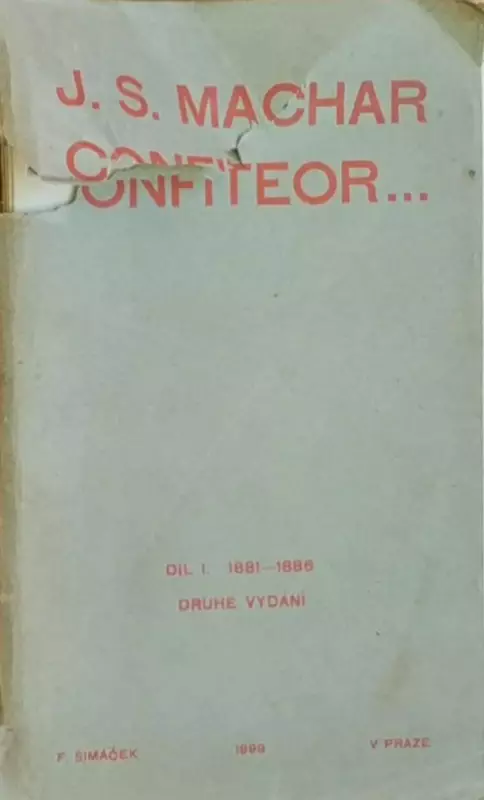 J. S. MACHAR
CONFITEOR...
DÍL I. 1881—1886
DRUHÉ VYDÁNÍ
F. ŠIMÁČEK 1899 V PRAZE